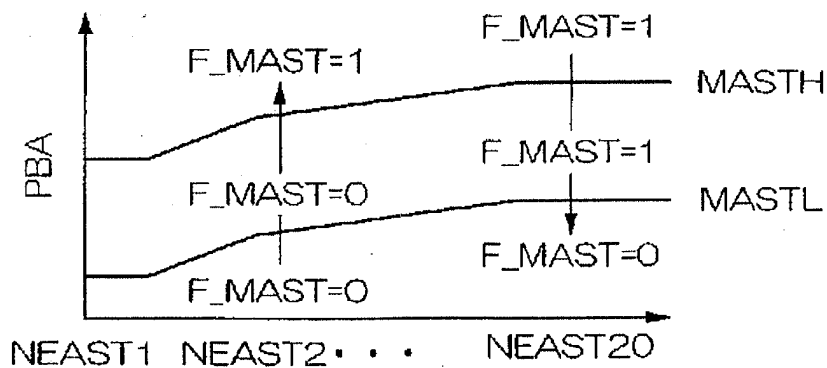 F_MAST=1
F_MAST=1
MASTH
PBA
F_MAST=1
F_MAST=0
MASTL
F_MAST=0
F_MAST=0
NEAST1 NEAST2 • • • NEAST20